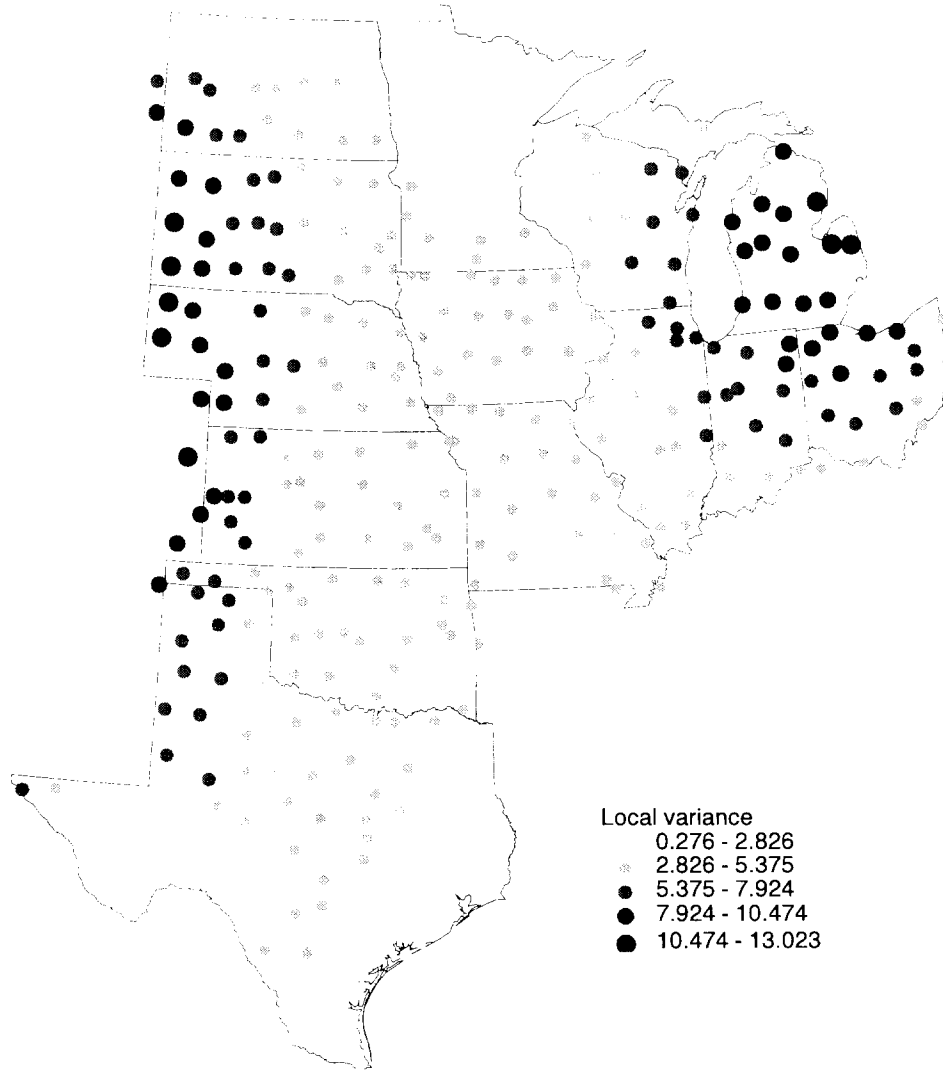 Local variance
0.276 - 2.826
2.826 - 5.375
5.375 - 7.924
7.924 - 10.474
10.474 - 13.023